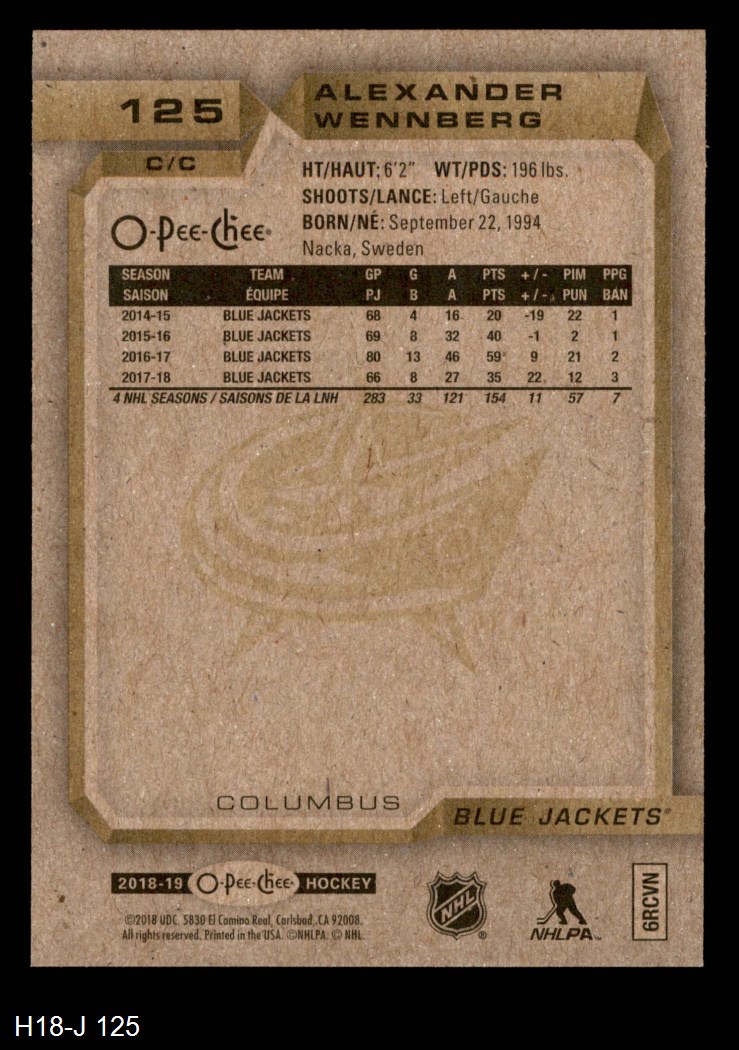 125
ALEXANDER
WENNBERG
C/C
HT/HAUT: 6'2" WT/PDS: 196 lbs.
SHOOTS/LANCE: Left/Gauche
BORN/NÉ: September 22, 1994
Nacka, Sweden
O-Pee-Chee®
SEASON TEAM GP G A PTS +/- PIM PPG
SAISON ÉQUIPE PJ B A PTS +/- PUN BAN
2014-15 BLUE JACKETS 68 4 16 20 -19 22 1
2015-16 BLUE JACKETS 69 8 32 40 -1 2 1
2016-17 BLUE JACKETS 80 13 46 59 9 21 2
2017-18 BLUE JACKETS 66 8 27 35 22 12 3
4 NHL SEASONS / SAISONS DE LA LNH 283 33 121 154 11 57 7
COLUMBUS
BLUE JACKETS®
2018-19 O-Pee-Chee® HOCKEY
©2018 UDC. 5830 El Camino Real, Carlsbad, CA 92008.
All rights reserved. Printed in the USA. ©NHLPA. © NHL.
NHL ®
NHLPA™
6RCVN
H18-J 125